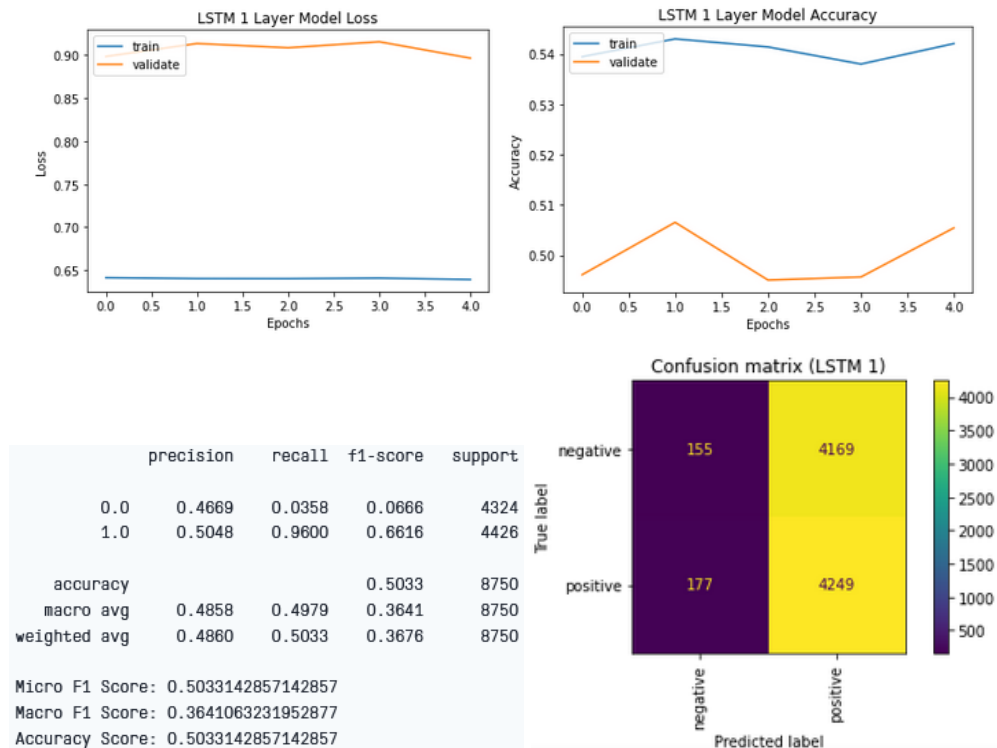 LSTM 1 Layer Model Loss
train
validate
0.90
0.85
0.80
0.75
0.70
0.65
Loss
0.0 0.5 1.0 1.5 2.0 2.5 3.0 3.5 4.0
Epochs
LSTM 1 Layer Model Accuracy
train
validate
0.54
0.53
0.52
0.51
0.50
Accuracy
0.0 0.5 1.0 1.5 2.0 2.5 3.0 3.5 4.0
Epochs
precision recall f1-score support
0.0 0.4669 0.0358 0.0666 4324
1.0 0.5048 0.9600 0.6616 4426
accuracy 0.5033 8750
macro avg 0.4858 0.4979 0.3641 8750
weighted avg 0.4860 0.5033 0.3676 8750
Micro F1 Score: 0.5033142857142857
Macro F1 Score: 0.3641063231952877
Accuracy Score: 0.5033142857142857
Confusion matrix (LSTM 1)
negative 155 4169
positive 177 4249
True label
negative positive
Predicted label
4000
3500
3000
2500
2000
1500
1000
500